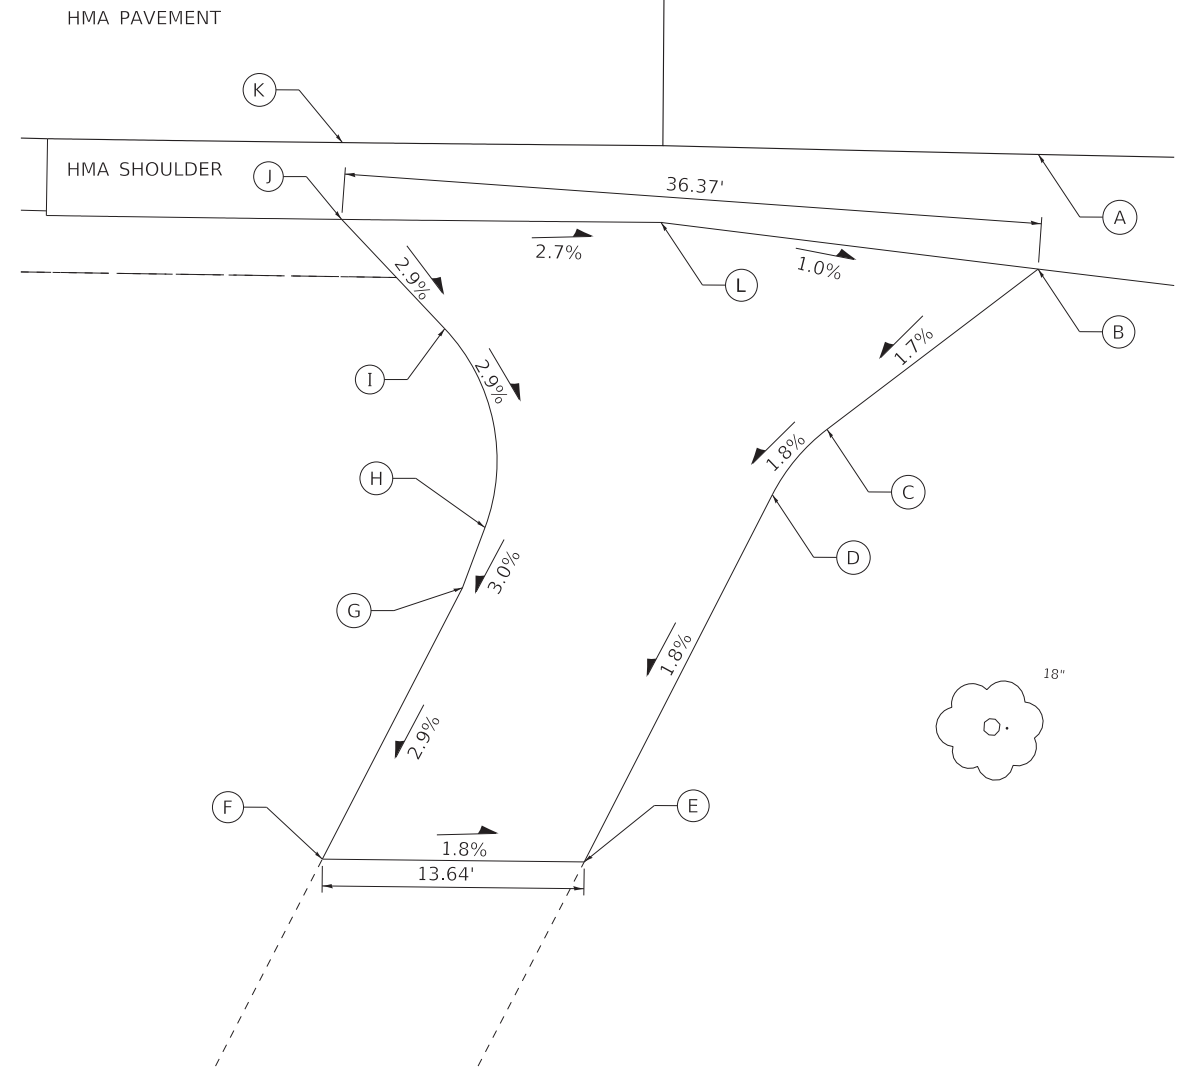 HMA PAVEMENT
K
HMA SHOULDER
J
36.37'
A
2.7%
L
1.0%
B
2.9%
I
2.9%
1.7%
1.8%
H
C
D
3.0%
G
1.8%
18"
2.9%
F
E
1.8%
13.64'